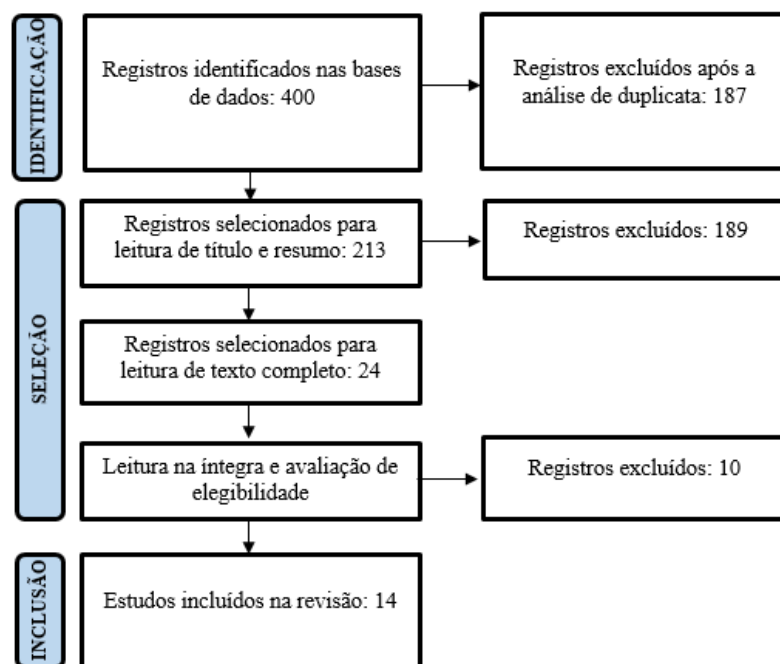 IDENTIFICAÇÃO
Registros identificados nas bases
de dados: 400
Registros excluídos após a
análise de duplicata: 187
SELEÇÃO
Registros selecionados para
leitura de título e resumo: 213
Registros excluídos: 189
Registros selecionados para
leitura de texto completo: 24
Leitura na íntegra e avaliação de
elegibilidade
Registros excluídos: 10
INCLUSÃO
Estudos incluídos na revisão: 14